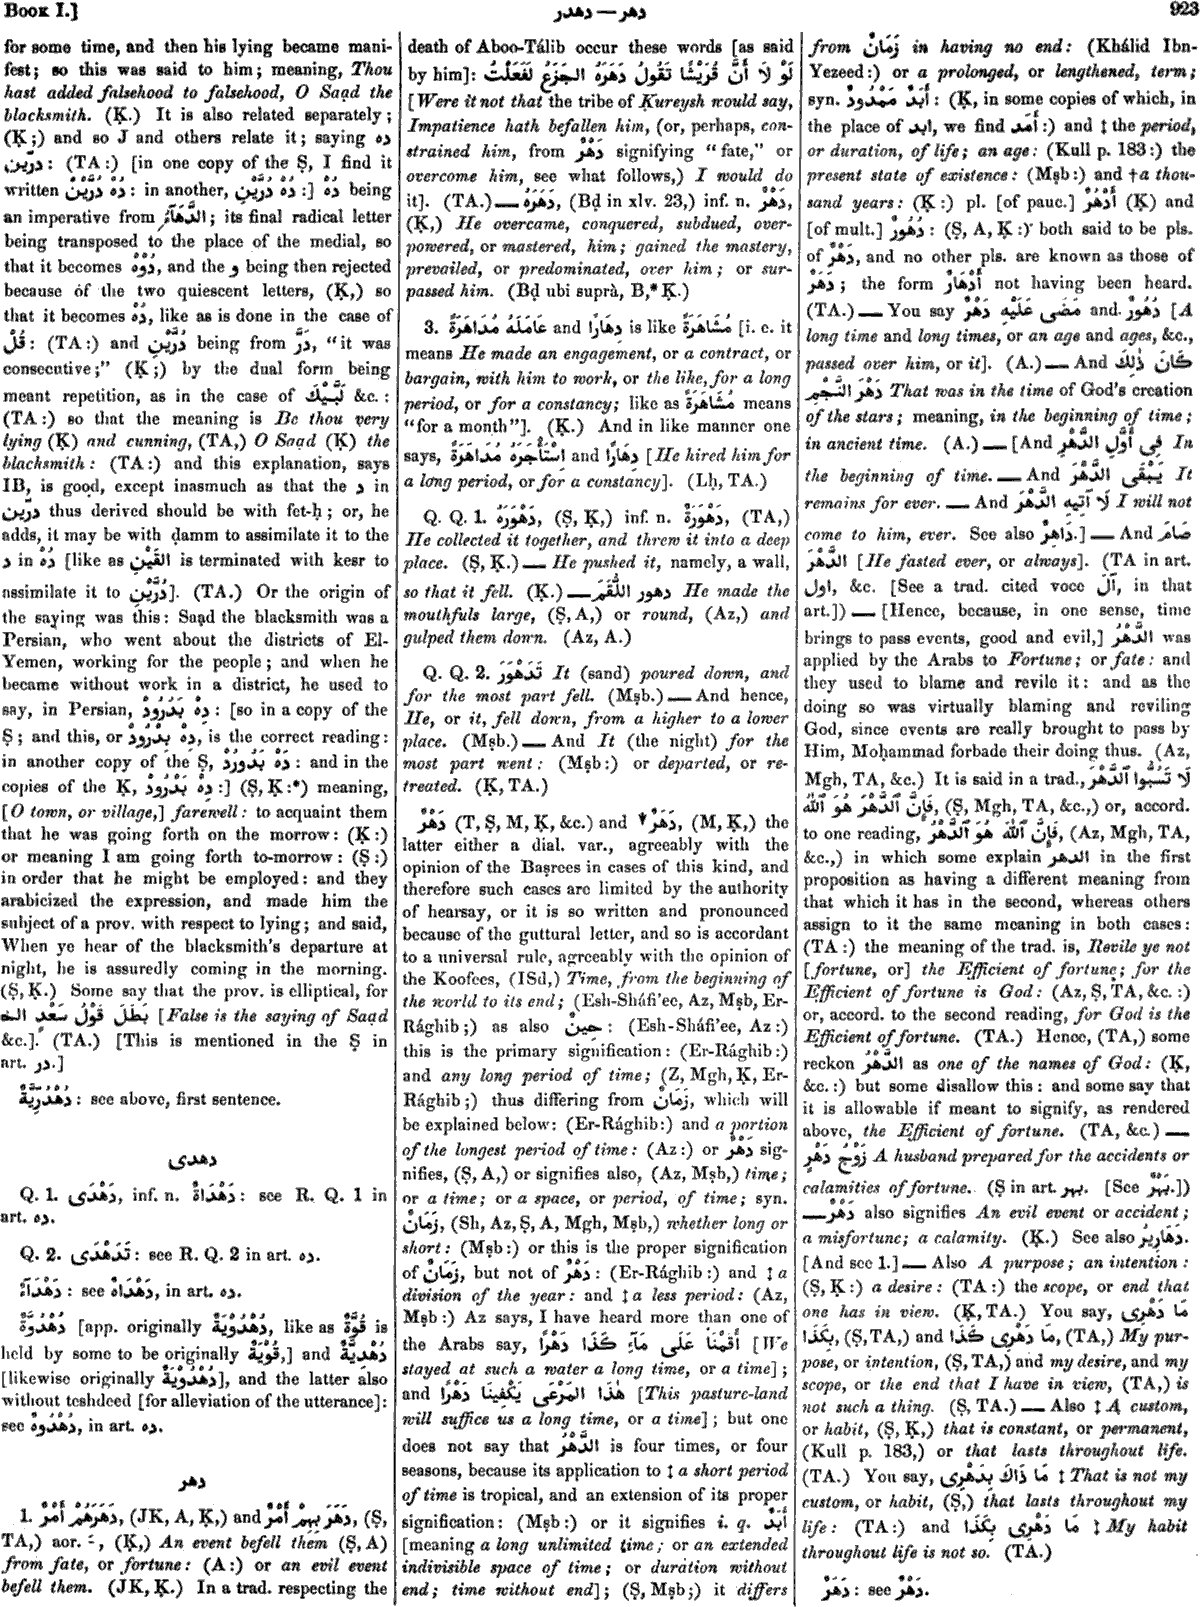 BOOK I.]
دهدر — دهر
923
for some time, and then his lying became mani-
fest; so this was said to him; meaning, Thou
hast added falsehood to falsehood, O Saạd the
blacksmith. (Ḳ.) It is also related separately;
(Ḳ;) and so J and others relate it; saying ده
دُرَّيْنِ: (TA:) [in one copy of the Ṣ, I find it
written دُهْ دُرَّيْنْ: in another, دُهْ دُرَّيْنِ:] دُهْ being
an imperative from الدَّهَآءُ; its final radical letter
being transposed to the place of the medial, so
that it becomes دُوْهْ, and the و being then rejected
because of the two quiescent letters, (Ḳ,) so
that it becomes دُهْ, like as is done in the case of
قُلْ: (TA:) and دُرَّيْنِ being from دَرَّ, "it was
consecutive;" (Ḳ;) by the dual form being
meant repetition, as in the case of لَبَّيْكَ &c.:
(TA:) so that the meaning is Be thou very
lying (Ḳ) and cunning, (TA,) O Saạd (Ḳ) the
blacksmith: (TA:) and this explanation, says
IB, is good, except inasmuch as that the د in
درّين thus derived should be with fet-ḥ; or, he
adds, it may be with ḍamm to assimilate it to the
د in دُهْ [like as القَيْنِ is terminated with kesr to
assimilate it to دُرَّيْنِ]. (TA.) Or the origin of
the saying was this: Saạd the blacksmith was a
Persian, who went about the districts of El-
Yemen, working for the people; and when he
became without work in a district, he used to
say, in Persian, دِهْ بَدْرُودْ: [so in a copy of the
Ṣ; and this, or دِهْ بِدْرُودْ, is the correct reading:
in another copy of the Ṣ, دَهْ بَدُورَدْ: and in the
copies of the Ḳ, دِهْ بَدْرُودْ:] (Ṣ, Ḳ:*) meaning,
[O town, or village,] farewell: to acquaint them
that he was going forth on the morrow: (Ḳ:)
or meaning I am going forth to-morrow: (Ṣ:)
in order that he might be employed: and they
arabicized the expression, and made him the
subject of a prov. with respect to lying; and said,
When ye hear of the blacksmith's departure at
night, he is assuredly coming in the morning.
(Ṣ, Ḳ.) Some say that the prov. is elliptical, for
بَطَلَ قَوْلُ سَعْدٍ الخ [False is the saying of Saạd
&c.]. (TA.) [This is mentioned in the Ṣ in
art. در.]
دُهْدُرِيَّةٌ: see above, first sentence.
دهدى
Q. 1. دَهْدَى, inf. n. دَهْدَاةٌ: see R. Q. 1 in
art. ده.
Q. 2. تَدَهْدَى: see R. Q. 2 in art. ده.
دَهْدَآءٌ: see دَهْدَاهٌ, in art. ده.
دُهْدُوَّةٌ [app. originally دُهْدُويَةٌ, like as قُوَّةٌ is
held by some to be originally قُوْيَةٌ,] and دُهْدِيَّةٌ
[likewise originally دُهْدُويَةٌ], and the latter also
without teshdeed [for alleviation of the utterance]:
see دُهْدُوهٌ, in art. ده.
دهر
1. دَهَرَهُمْ أَمْرٌ, (JK, A, Ḳ,) and دَهَرَ بِهِمْ أَمْرٌ, (Ṣ,
TA,) aor. ـَ, (Ḳ,) An event befell them (Ṣ, A)
from fate, or fortune: (A:) or an evil event
befell them. (JK, Ḳ.) In a trad. respecting the
death of Aboo-Tálib occur these words [as said
by him]: لَوْ لَا أَنَّ قُرَيْشًا تَقُولُ دَهَرَهُ الجَزَعُ لَفَعَلْتُ
[Were it not that the tribe of Ḳureysh would say,
Impatience hath befallen him, (or, perhaps, con-
strained him, from دَهْرٌ signifying "fate," or
overcome him, see what follows,) I would do
it]. (TA.) — دَهَرَهُ, (Bḍ in xlv. 23,) inf. n. دَهْرٌ,
(Ḳ,) He overcame, conquered, subdued, over-
powered, or mastered, him; gained the mastery,
prevailed, or predominated, over him; or sur-
passed him. (Bḍ ubi suprà, B,* Ḳ.)
3. عَامَلَهُ مُدَاهَرَةً and دِهَارًا is like مُشَاهَرَةً [i. e. it
means He made an engagement, or a contract, or
bargain, with him to work, or the like, for a long
period, or for a constancy; like as مُشَاهَرَةً means
"for a month"]. (Ḳ.) And in like manner one
says, اِسْتَأْجَرَهُ مُدَاهَرَةً and دِهَارًا [He hired him for
a long period, or for a constancy]. (Lḥ, TA.)
Q. Q. 1. دَهْوَرَهُ, (Ṣ, Ḳ,) inf. n. دَهْوَرَةٌ, (TA,)
He collected it together, and threw it into a deep
place. (Ṣ, Ḳ.) — He pushed it, namely, a wall,
so that it fell. (Ḳ.) — دهور اللُّقَمَ He made the
mouthfuls large, (Ṣ, A,) or round, (Az,) and
gulped them down. (Az, A.)
Q. Q. 2. تَدَهْوَرَ It (sand) poured down, and
for the most part fell. (Mṣb.) — And hence,
He, or it, fell down, from a higher to a lower
place. (Mṣb.) — And It (the night) for the
most part went: (Mṣb:) or departed, or re-
treated. (Ḳ, TA.)
دَهْرٌ (T, Ṣ, M, Ḳ, &c.) and ▾ دَهَرٌ, (M, Ḳ,) the
latter either a dial. var., agreeably with the
opinion of the Baṣrees in cases of this kind, and
therefore such cases are limited by the authority
of hearsay, or it is so written and pronounced
because of the guttural letter, and so is accordant
to a universal rule, agreeably with the opinion of
the Koofees, (ISd,) Time, from the beginning of
the world to its end; (Esh-Sháfi'ee, Az, Mṣb, Er-
Rághib;) as also حِينٌ: (Esh-Sháfi'ee, Az:)
this is the primary signification: (Er-Rághib:)
and any long period of time; (Z, Mgh, Ḳ, Er-
Rághib;) thus differing from زَمَانٌ, which will
be explained below: (Er-Rághib:) and a portion
of the longest period of time: (Az:) or دَهْرٌ sig-
nifies, (Ṣ, A,) or signifies also, (Az, Mṣb,) time;
or a time; or a space, or period, of time; syn.
زَمَانٌ, (Sh, Az, Ṣ, A, Mgh, Mṣb,) whether long or
short: (Mṣb:) or this is the proper signification
of زَمَانٌ, but not of دَهْرٌ: (Er-Rághib:) and ‡ a
division of the year: and ‡ a less period: (Az,
Mṣb:) Az says, I have heard more than one of
the Arabs say, أَقَمْنَا عَلَى مَآءِ كَذَا دَهْرًا [We
stayed at such a water a long time, or a time];
and هٰذَا المَرْعَى يَكْفِينَا دَهْرًا [This pasture-land
will suffice us a long time, or a time]; but one
does not say that الدَّهْرُ is four times, or four
seasons, because its application to ‡ a short period
of time is tropical, and an extension of its proper
signification: (Mṣb:) or it signifies i. q. أَبَدٌ
[meaning a long unlimited time; or an extended
indivisible space of time; or duration without
end; time without end]; (Ṣ, Mṣb;) it differs
from زَمَانٌ in having no end: (Khálid Ibn-
Yezeed:) or a prolonged, or lengthened, term;
syn. أَبَدٌ مَمْدُودٌ: (Ḳ, in some copies of which, in
the place of ابد, we find أَمَد:) and ‡ the period,
or duration, of life; an age: (Kull p. 183:) the
present state of existence: (Mṣb:) and † a thou-
sand years: (Ḳ:) pl. [of pauc.] أَدْهُرٌ (Ḳ) and
[of mult.] دُهُورٌ: (Ṣ, A, Ḳ:) both said to be pls.
of دَهْرٌ, and no other pls. are known as those of
دَهَرٌ; the form أَدْهَارٌ not having been heard.
(TA.) — You say مَضَى عَلَيْهِ دَهْرٌ and دُهُورٌ [A
long time and long times, or an age and ages, &c.,
passed over him, or it]. (A.) — And كَانَ ذٰلِكَ
دَهْرَ النَّجْمِ That was in the time of God's creation
of the stars; meaning, in the beginning of time;
in ancient time. (A.) — [And فِى أَوَّلِ الدَّهْرِ In
the beginning of time. — And يَبْقَى الدَّهْرَ It
remains for ever. — And لَا آتِيهِ الدَّهْرَ I will not
come to him, ever. See also دَاهِرٌ.] — And صَامَ
الدَّهْرَ [He fasted ever, or always]. (TA in art.
اول, &c. [See a trad. cited voce آلَ, in that
art.]) — [Hence, because, in one sense, time
brings to pass events, good and evil,] الدَّهْرُ was
applied by the Arabs to Fortune; or fate: and
they used to blame and revile it: and as the
doing so was virtually blaming and reviling
God, since events are really brought to pass by
Him, Moḥammad forbade their doing thus. (Az,
Mgh, TA, &c.) It is said in a trad., لَا تَسُبُّوا ٱلدَّهْرَ
فَإِنَّ ٱلدَّهْرَ هُوَ ٱللّٰهُ, (Ṣ, Mgh, TA, &c.,) or, accord.
to one reading, فَإِنَّ ٱللّٰهَ هُوَ ٱلدَّهْرُ, (Az, Mgh, TA,
&c.,) in which some explain الدهر in the first
proposition as having a different meaning from
that which it has in the second, whereas others
assign to it the same meaning in both cases:
(TA:) the meaning of the trad. is, Revile ye not
[fortune, or] the Efficient of fortune; for the
Efficient of fortune is God: (Az, Ṣ, TA, &c.:)
or, accord. to the second reading, for God is the
Efficient of fortune. (TA.) Hence, (TA,) some
reckon الدَّهْرُ as one of the names of God: (Ḳ,
&c.:) but some disallow this: and some say that
it is allowable if meant to signify, as rendered
above, the Efficient of fortune. (TA, &c.) —
زَوْجُ دَهْرٍ A husband prepared for the accidents or
calamities of fortune. (Ṣ in art. بهر. [See بَهْرٌ.])
— دَهْرٌ also signifies An evil event or accident;
a misfortune; a calamity. (Ḳ.) See also دَهَارِيرُ.
[And see 1.] — Also A purpose; an intention:
(Ṣ, Ḳ:) a desire: (TA:) the scope, or end that
one has in view. (Ḳ, TA.) You say, مَا دَهْرِى
بِكَذَا, (Ṣ, TA,) and مَا دَهْرِى كَذَا, (TA,) My pur-
pose, or intention, (Ṣ, TA,) and my desire, and my
scope, or the end that I have in view, (TA,) is
not such a thing. (Ṣ, TA.) — Also ‡ A custom,
or habit, (Ṣ, Ḳ,) that is constant, or permanent,
(Kull p. 183,) or that lasts throughout life.
(TA.) You say, مَا ذَاكَ بِدَهْرِى ‡ That is not my
custom, or habit, (Ṣ,) that lasts throughout my
life: (TA:) and مَا دَهْرِى بِكَذَا ‡ My habit
throughout life is not so. (TA.)
دَهَرٌ: see دَهْرٌ.